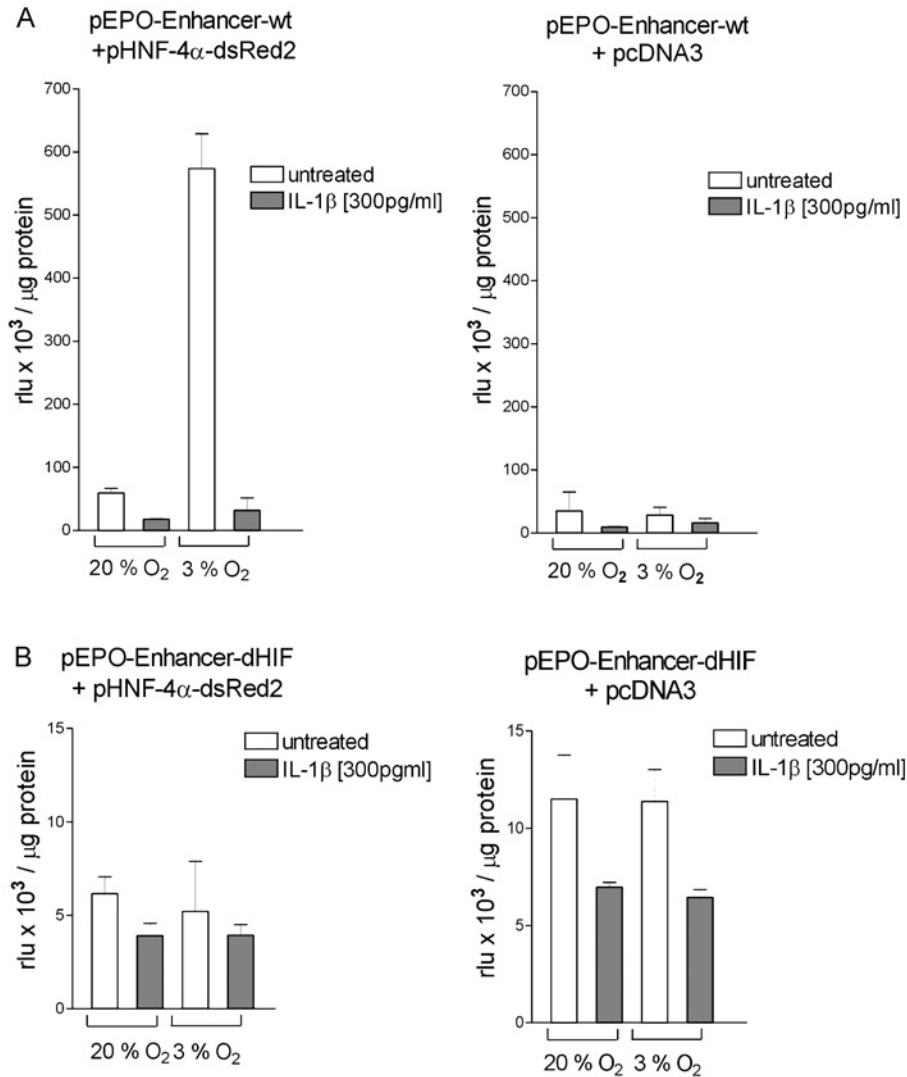 A
pEPO-Enhancer-wt
+pHNF-4α-dsRed2
700
600
500
400
300
200
100
0
rlu x 10³ / µg protein
untreated
IL-1β [300pg/ml]
20 % O₂ 3 % O₂
pEPO-Enhancer-wt
+ pcDNA3
700
600
500
400
300
200
100
0
rlu x 10³ / µg protein
untreated
IL-1β [300pg/ml]
20 % O₂ 3 % O₂
B
pEPO-Enhancer-dHIF
+ pHNF-4α-dsRed2
15
10
5
0
rlu x 10³ / µg protein
untreated
IL-1β [300pgml]
20 % O₂ 3 % O₂
pEPO-Enhancer-dHIF
+ pcDNA3
15
10
5
0
rlu x 10³ / µg protein
untreated
IL-1β [300pg/ml]
20 % O₂ 3 % O₂